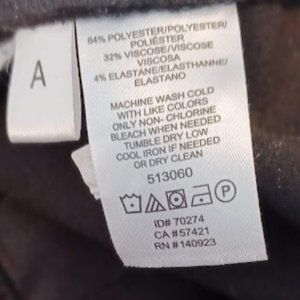 A
64% POLYESTER/POLYESTER/
POLIÉSTER
32% VISCOSE/VISCOSE
VISCOSA
4% ELASTANE/ELASTHANNE/
ELASTANO
MACHINE WASH COLD
WITH LIKE COLORS
ONLY NON- CHLORINE
BLEACH WHEN NEEDED
TUMBLE DRY LOW
COOL IRON IF NEEDED
OR DRY CLEAN
513060
P
ID# 70274
CA #57421
RN #140923